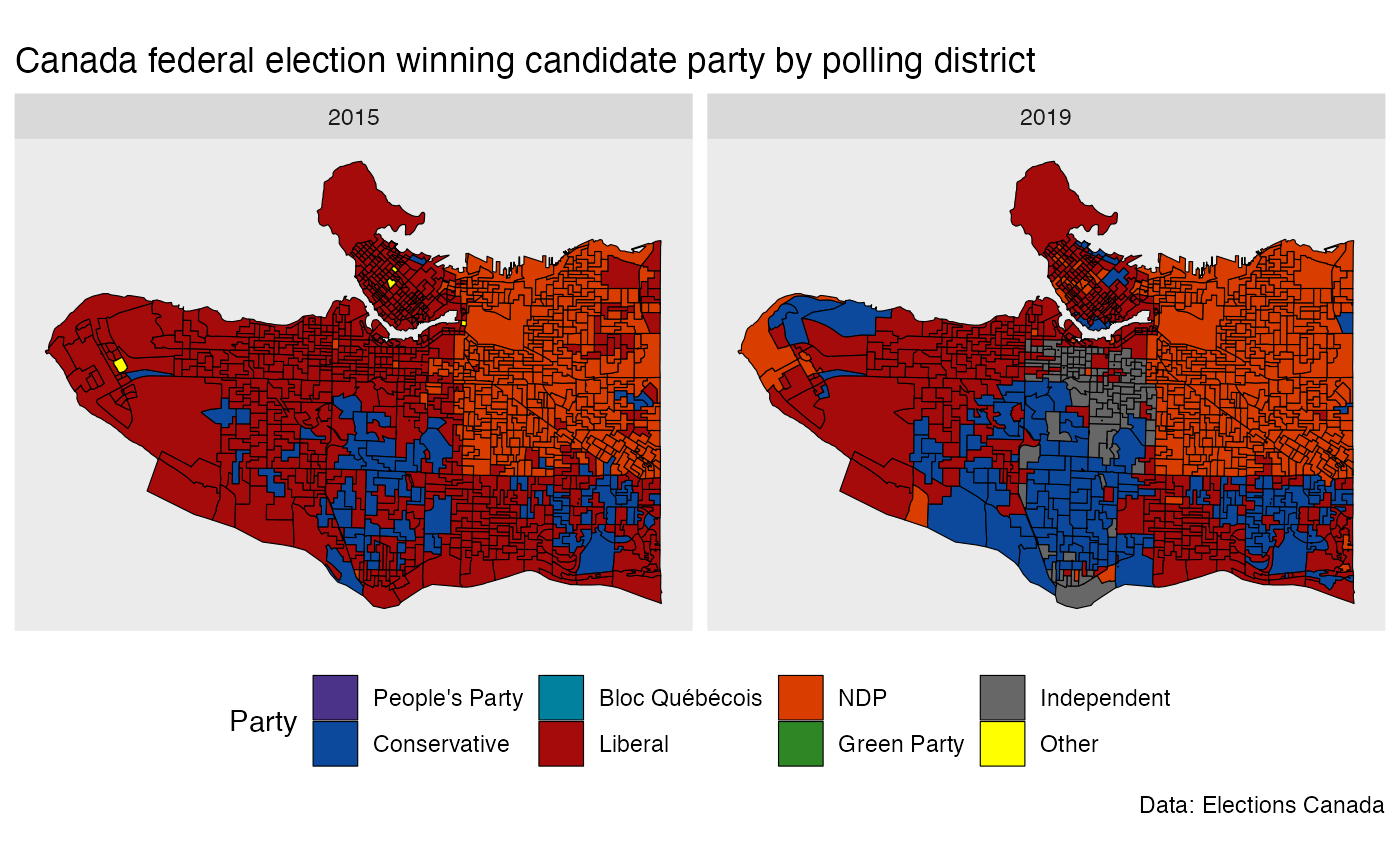 Canada federal election winning candidate party by polling district
2015 2019
Party People's Party Bloc Québécois NDP Independent
Conservative Liberal Green Party Other
Data: Elections Canada